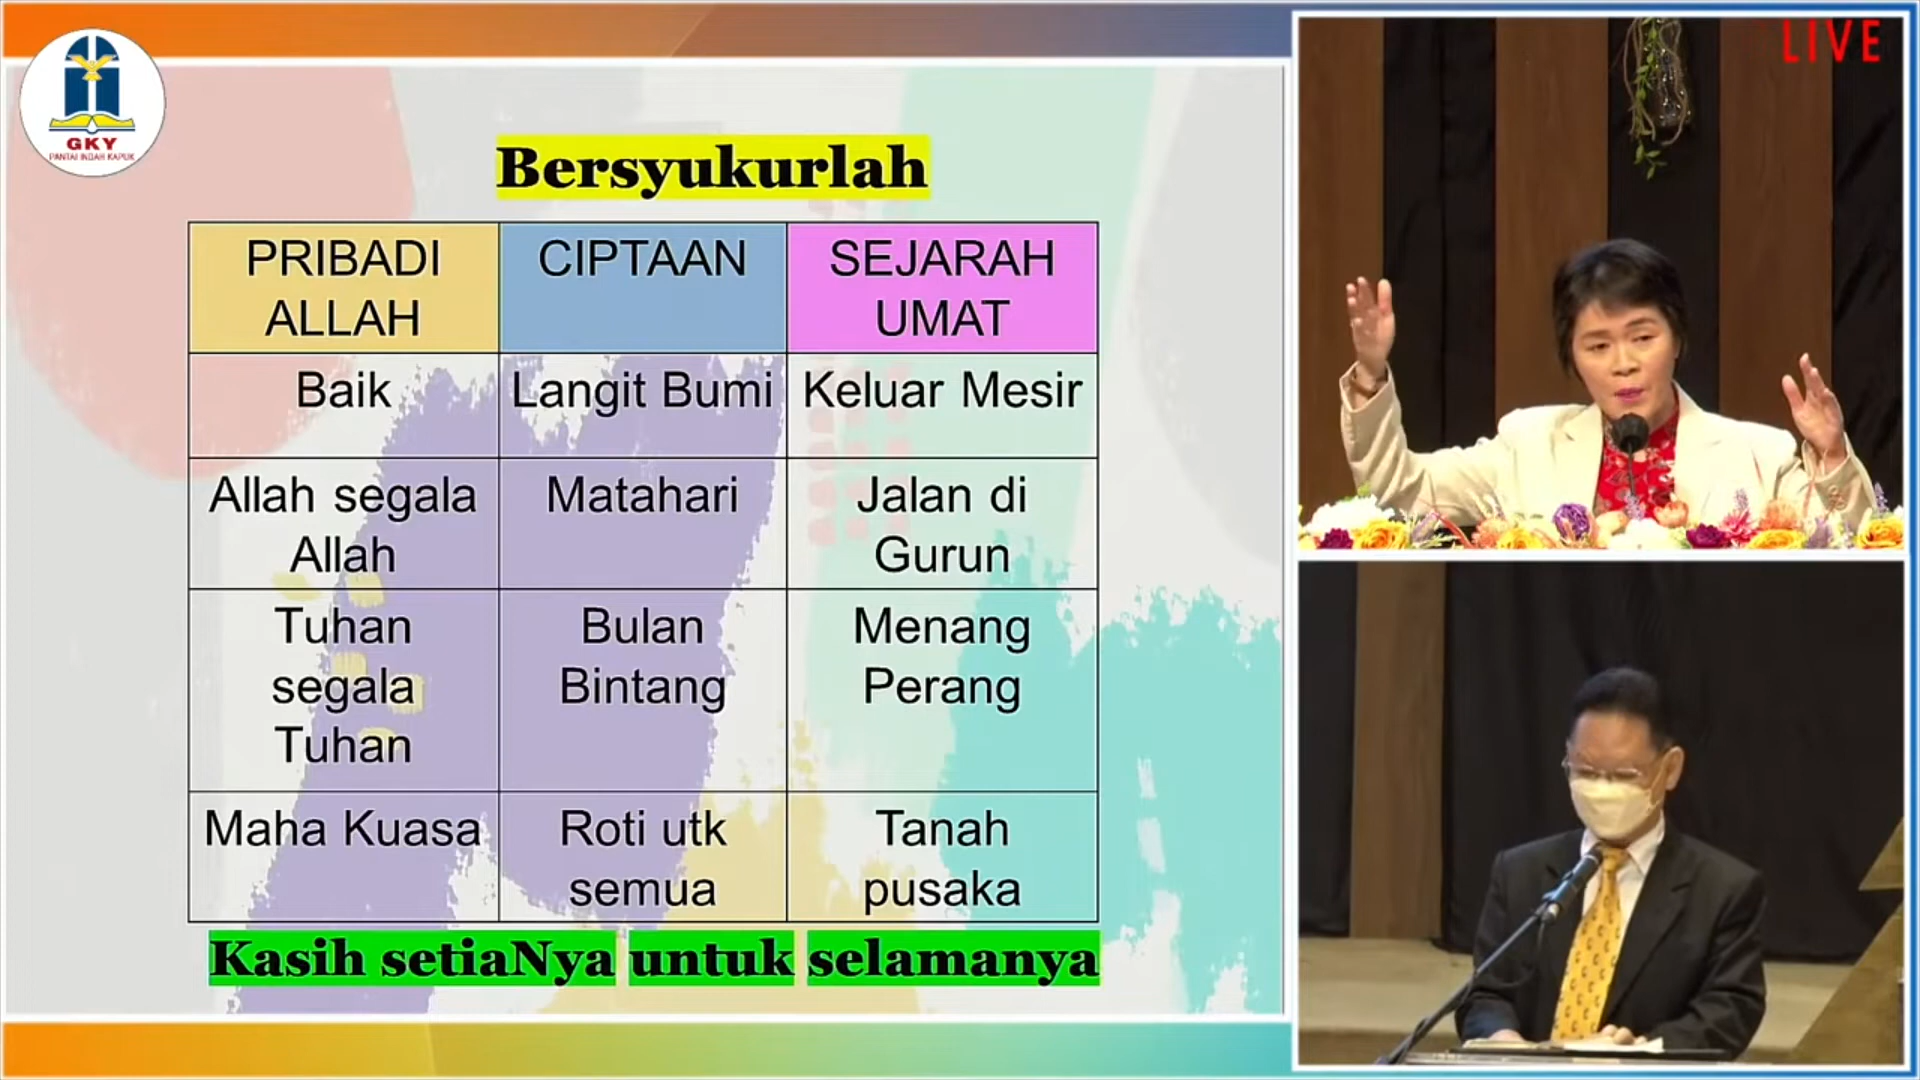 GKY
PANTAI INDAH KAPUK
Bersyukurlah
PRIBADI
ALLAH
CIPTAAN
SEJARAH
UMAT
Baik
Langit Bumi
Keluar Mesir
Allah segala
Allah
Matahari
Jalan di
Gurun
Tuhan
segala
Tuhan
Bulan
Bintang
Menang
Perang
Maha Kuasa
Roti utk
semua
Tanah
pusaka
Kasih setiaNya untuk selamanya
LIVE